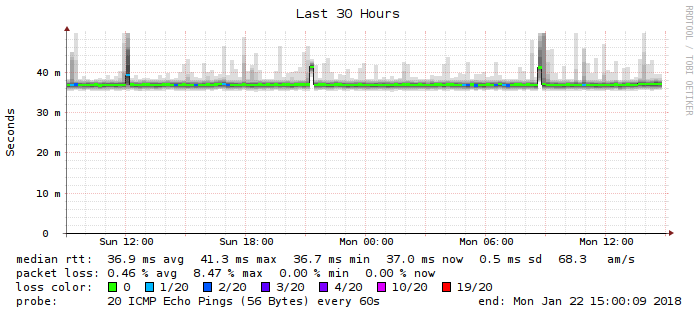 Last 30 Hours
RRDTOOL / TOBI OETIKER
Seconds
40 m
30 m
20 m
10 m
0
Sun 12:00 Sun 18:00 Mon 00:00 Mon 06:00 Mon 12:00
median rtt: 36.9 ms avg 41.3 ms max 36.7 ms min 37.0 ms now 0.5 ms sd 68.3 am/s
packet loss: 0.46 % avg 8.47 % max 0.00 % min 0.00 % now
loss color: 0 1/20 2/20 3/20 4/20 10/20 19/20
probe: 20 ICMP Echo Pings (56 Bytes) every 60s end: Mon Jan 22 15:00:09 2018